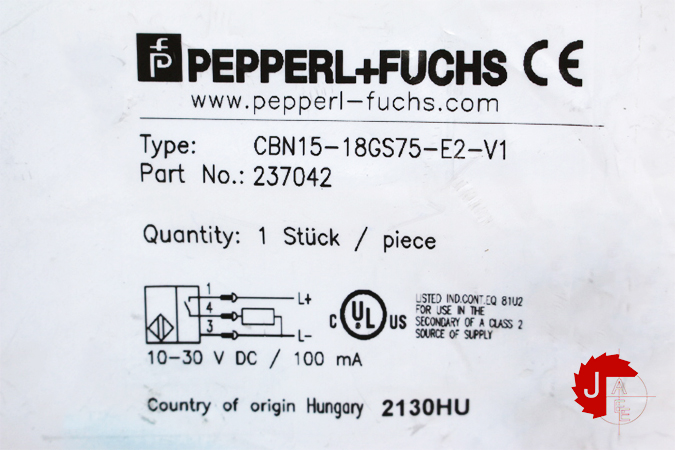 PEPPERL+FUCHS CE
www.pepperl-fuchs.com
Type: CBN15-18GS75-E2-V1
Part No.: 237042
Quantity: 1 Stück / piece
1 L+
4
3 L-
10-30 V DC / 100 mA
C UL US
LISTED IND.CONT.EQ 81U2
FOR USE IN THE
SECONDARY OF A CLASS 2
SOURCE OF SUPPLY
Country of origin Hungary 2130HU
J